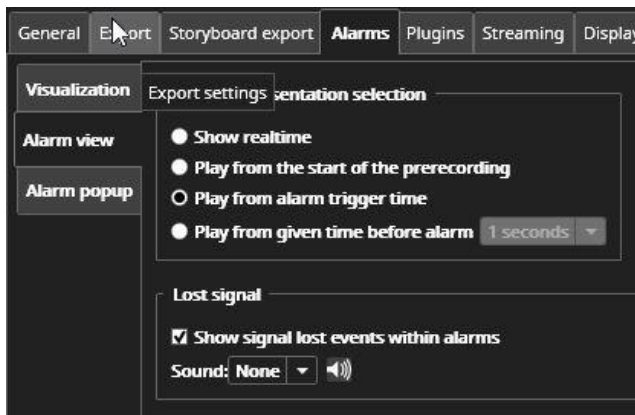 General Export Storyboard export Alarms Plugins Streaming Display
Visualization
Export settings
sentation selection
Alarm view
Show realtime
Play from the start of the prerecording
Alarm popup
Play from alarm trigger time
Play from given time before alarm 1 seconds
Lost signal
Show signal lost events within alarms
Sound: None